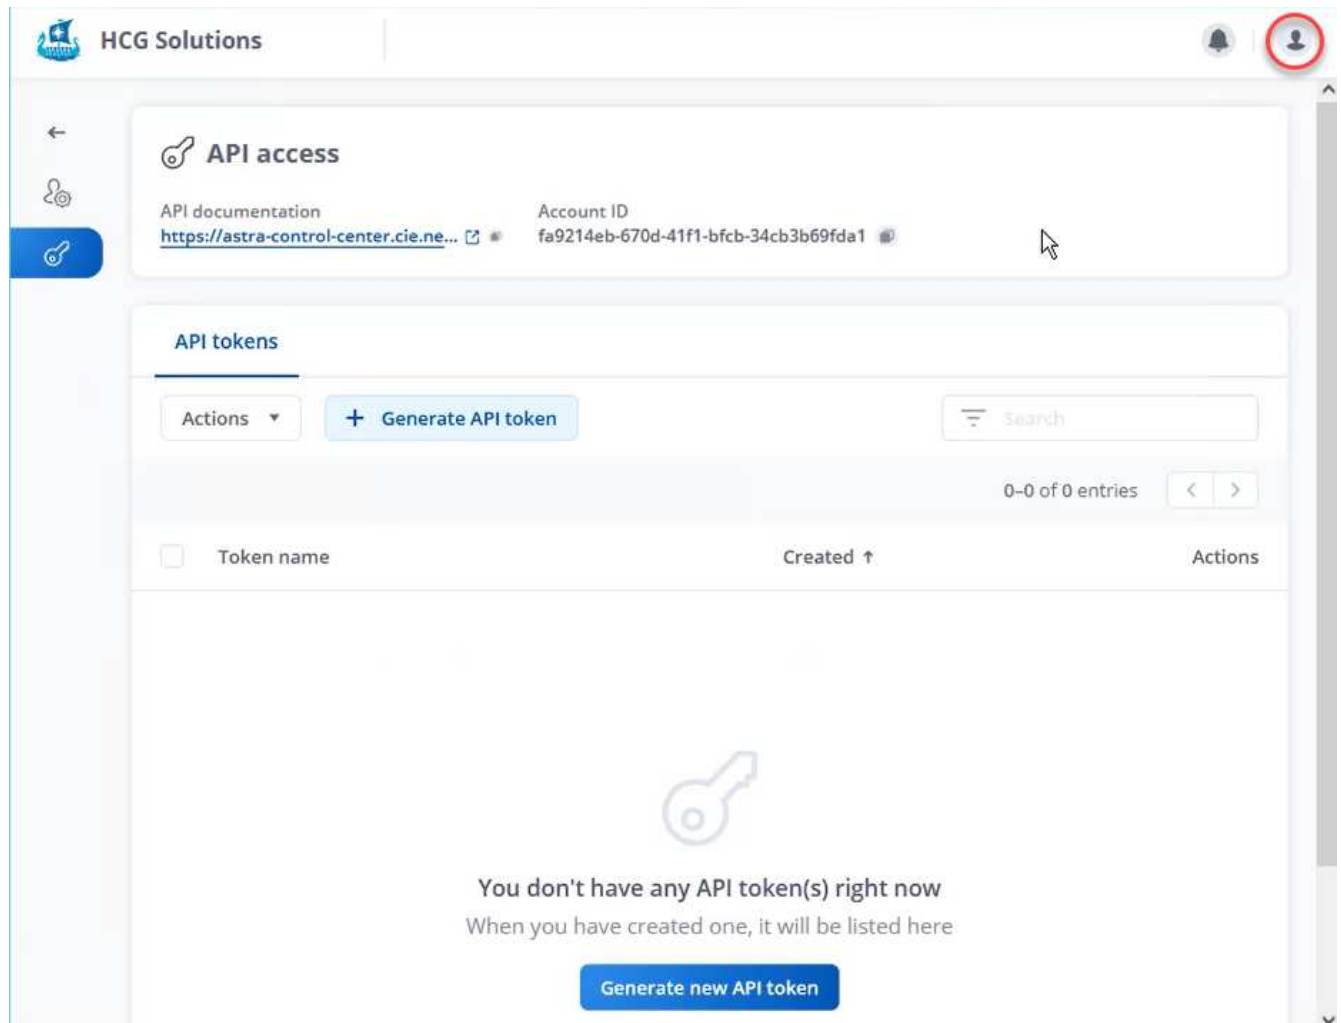 HCG Solutions
API access
API documentation
Account ID
https://astra-control-center.cie.ne...
fa9214eb-670d-41f1-bfcb-34cb3b69fda1
API tokens
Actions
+ Generate API token
Search
0–0 of 0 entries
Token name
Created ↑
Actions
You don't have any API token(s) right now
When you have created one, it will be listed here
Generate new API token